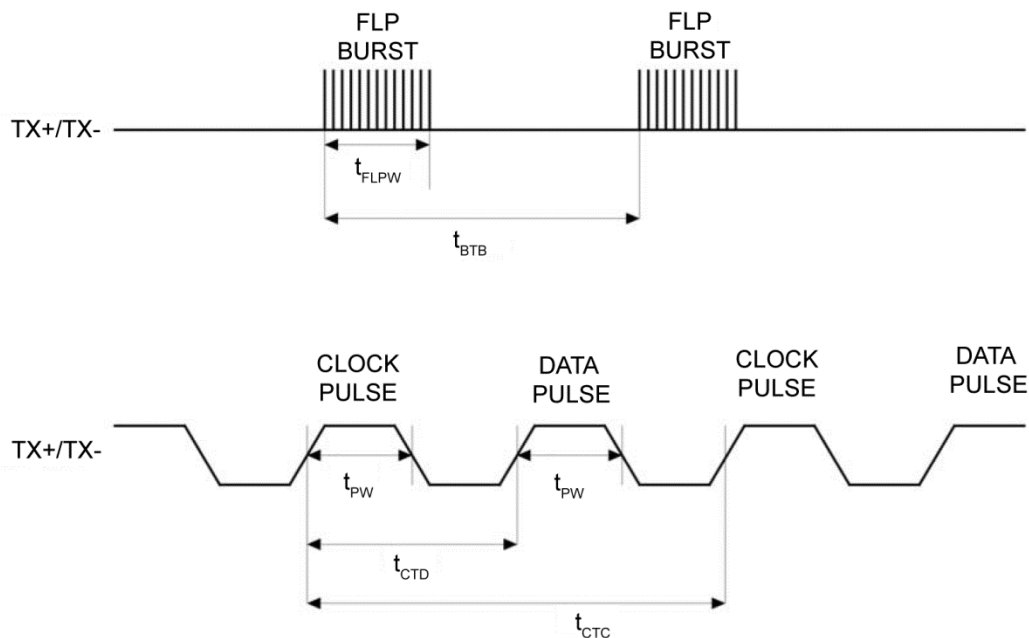 FLP
BURST
FLP
BURST
TX+/TX-
tFLPW
tBTB
CLOCK
PULSE
DATA
PULSE
CLOCK
PULSE
DATA
PULSE
TX+/TX-
tPW
tPW
tCTD
tCTC